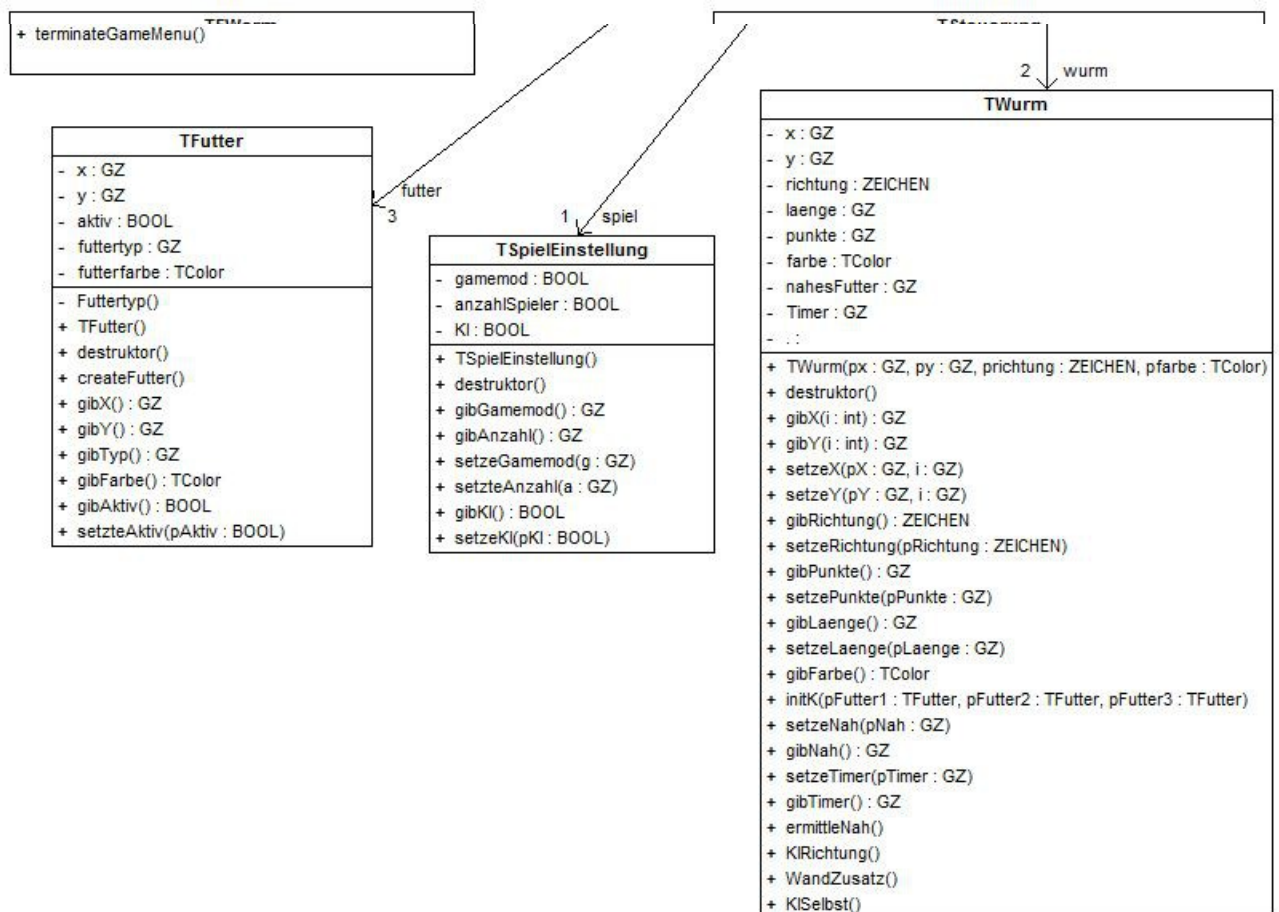 + terminateGameMenu()
2 wurm
futter
3
1 spiel
TFutter
- x : GZ
- y : GZ
- aktiv : BOOL
- futtertyp : GZ
- futterfarbe : TColor
- Futtertyp()
+ TFutter()
+ destruktor()
+ createFutter()
+ gibX() : GZ
+ gibY() : GZ
+ gibTyp() : GZ
+ gibFarbe() : TColor
+ gibAktiv() : BOOL
+ setzteAktiv(pAktiv : BOOL)
TSpielEinstellung
- gamemod : BOOL
- anzahlSpieler : BOOL
- KI : BOOL
+ TSpielEinstellung()
+ destruktor()
+ gibGamemod() : GZ
+ gibAnzahl() : GZ
+ setzeGamemod(g : GZ)
+ setzteAnzahl(a : GZ)
+ gibKI() : BOOL
+ setzeKI(pKI : BOOL)
TWurm
- x : GZ
- y : GZ
- richtung : ZEICHEN
- laenge : GZ
- punkte : GZ
- farbe : TColor
- nahesFutter : GZ
- Timer : GZ
- . :
+ TWurm(px : GZ, py : GZ, prichtung : ZEICHEN, pfarbe : TColor)
+ destruktor()
+ gibX(i : int) : GZ
+ gibY(i : int) : GZ
+ setzeX(pX : GZ, i : GZ)
+ setzeY(pY : GZ, i : GZ)
+ gibRichtung() : ZEICHEN
+ setzeRichtung(pRichtung : ZEICHEN)
+ gibPunkte() : GZ
+ setzePunkte(pPunkte : GZ)
+ gibLaenge() : GZ
+ setzeLaenge(pLaenge : GZ)
+ gibFarbe() : TColor
+ initK(pFutter1 : TFutter, pFutter2 : TFutter, pFutter3 : TFutter)
+ setzeNah(pNah : GZ)
+ gibNah() : GZ
+ setzeTimer(pTimer : GZ)
+ gibTimer() : GZ
+ ermittleNah()
+ KIRichtung()
+ WandZusatz()
+ KISelbst()